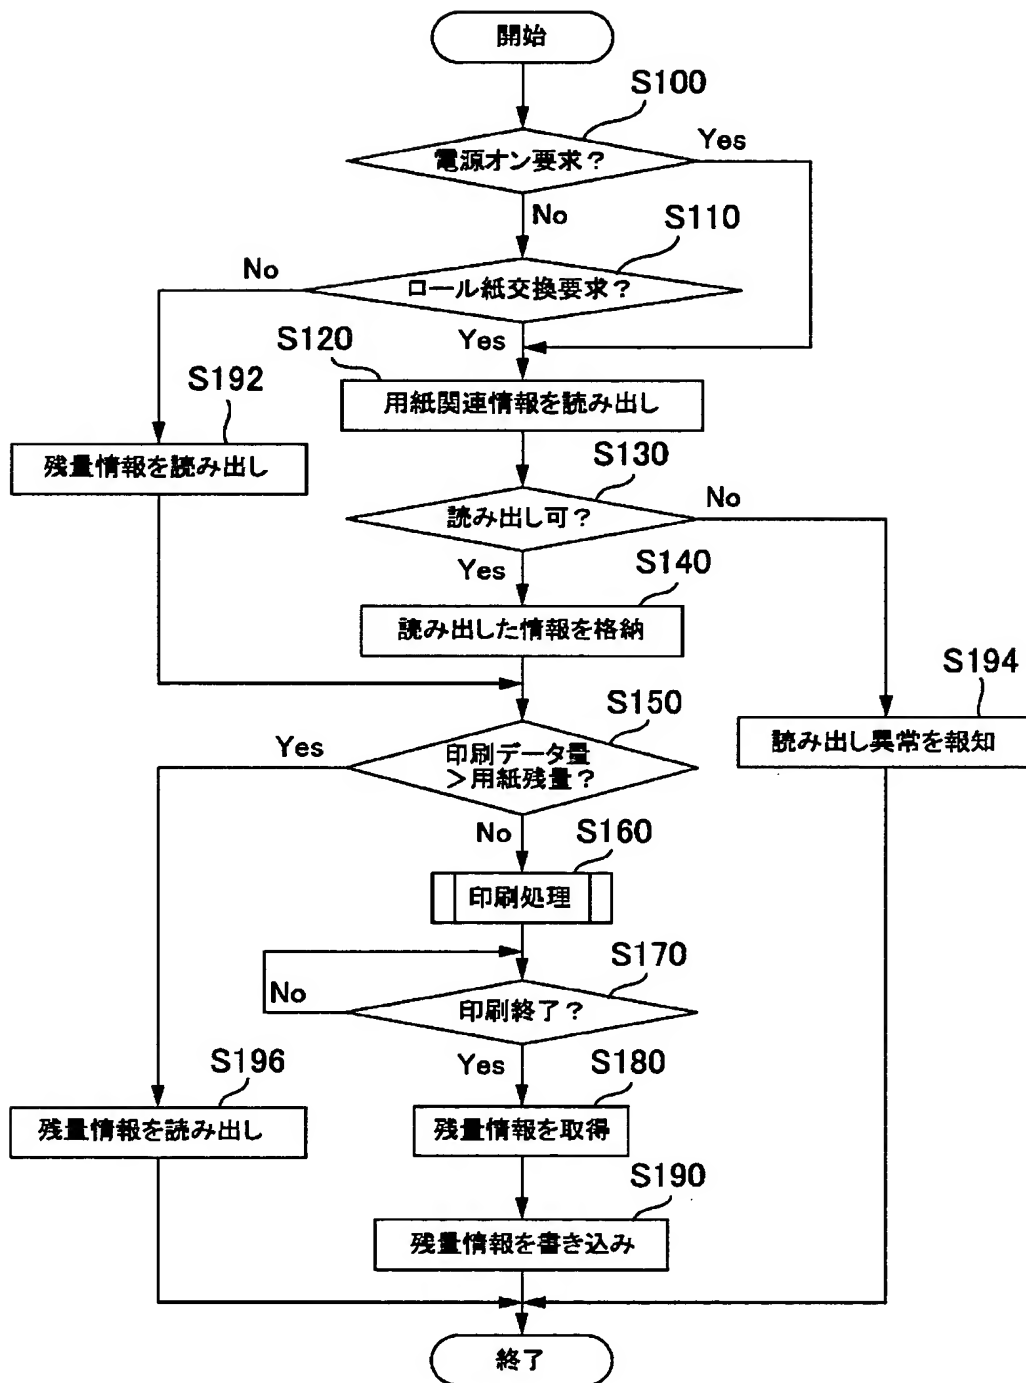 開始
S100
電源オン要求？
Yes
No
S110
ロール紙交換要求？
No
Yes
S120
用紙関連情報を読み出し
S192
残量情報を読み出し
S130
読み出し可？
No
Yes
S140
読み出した情報を格納
S194
読み出し異常を報知
S150
印刷データ量
＞用紙残量？
Yes
No
S160
印刷処理
S170
印刷終了？
No
Yes
S180
残量情報を取得
S196
残量情報を読み出し
S190
残量情報を書き込み
終了